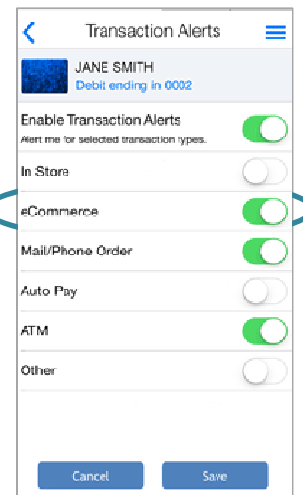 Transaction Alerts
JANE SMITH
Debit ending in 0002
Enable Transaction Alerts
Alert me for selected transaction types.
In Store
eCommerce
Mail/Phone Order
Auto Pay
ATM
Other
Cancel Save